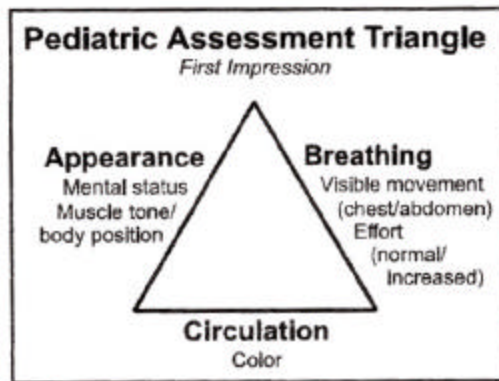 Pediatric Assessment Triangle
First Impression
Appearance
Mental status
Muscle tone/
body position
Breathing
Visible movement
(chest/abdomen)
Effort
(normal/
increased)
Circulation
Color